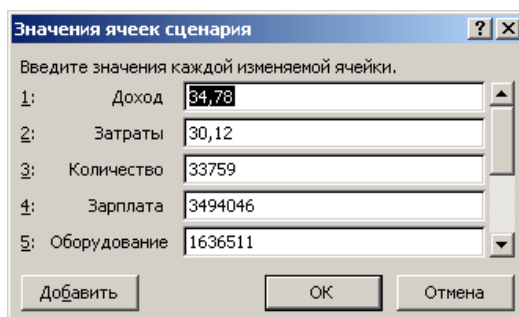 Значения ячеек сценария
Введите значения каждой изменяемой ячейки.
1: Доход 34,78
2: Затраты 30,12
3: Количество 33759
4: Зарплата 3494046
5: Оборудование 1636511
Добавить ОК Отмена